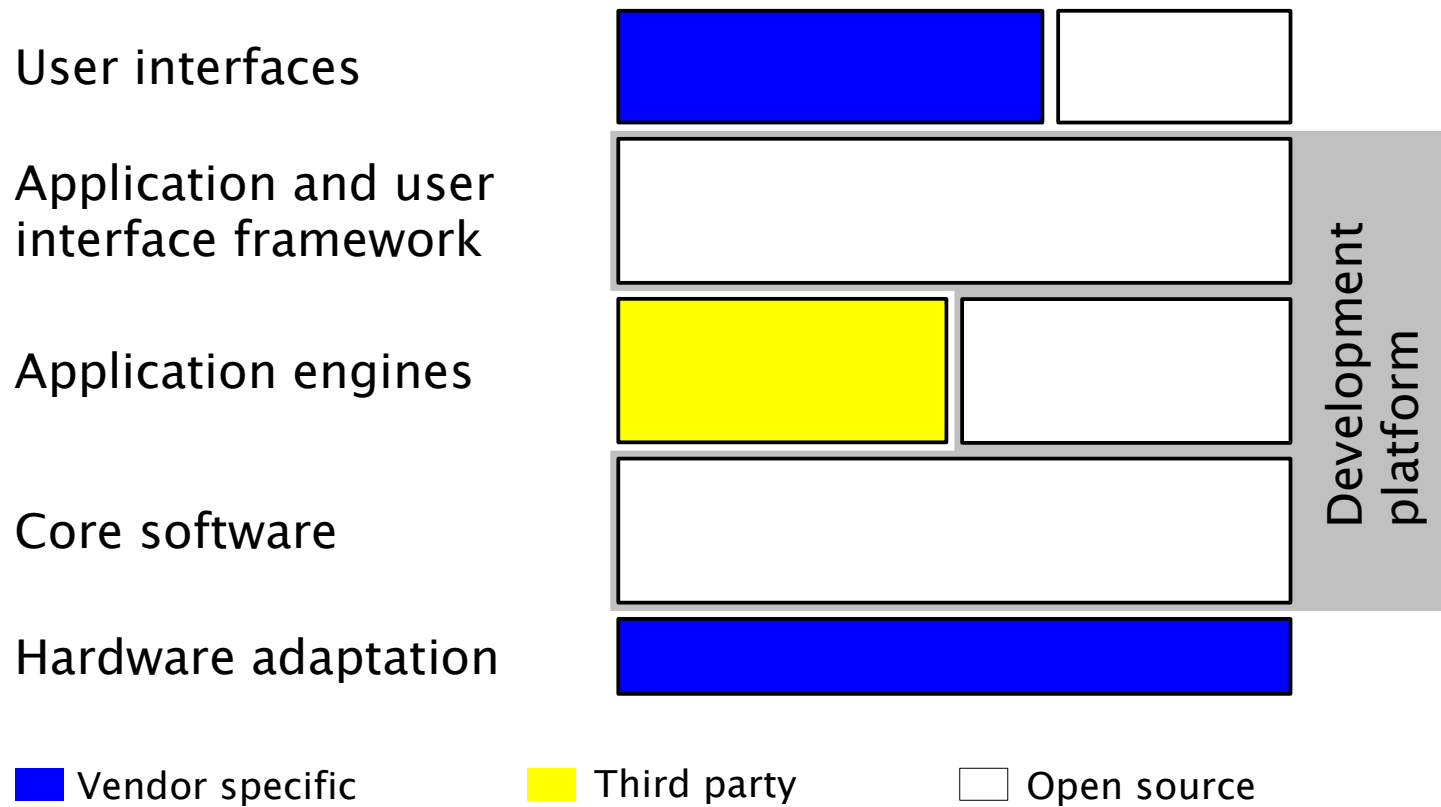 User interfaces
Application and user
interface framework
Application engines
Core software
Hardware adaptation
Development
platform
Vendor specific
Third party
Open source